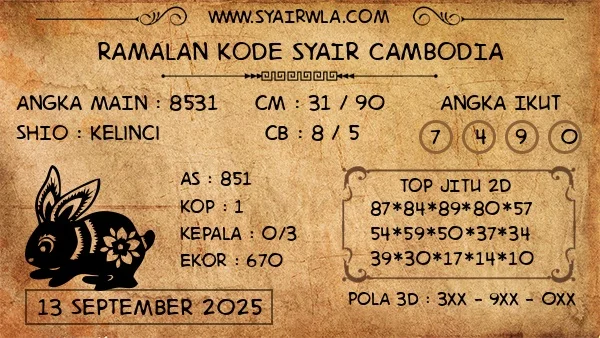 WWW.SYAIRWLA.COM
RAMALAN KODE SYAIR CAMBODIA
ANGKA MAIN : 8531
CM : 31 / 90
ANGKA IKUT
SHIO : KELINCI
CB : 8 / 5
7 4 9 0
AS : 851
KOP : 1
KEPALA : 0/3
EKOR : 670
TOP JITU 2D
87*84*89*80*57
54*59*50*37*34
39*30*17*14*10
13 SEPTEMBER 2025
POLA 3D : 3XX - 9XX - 0XX